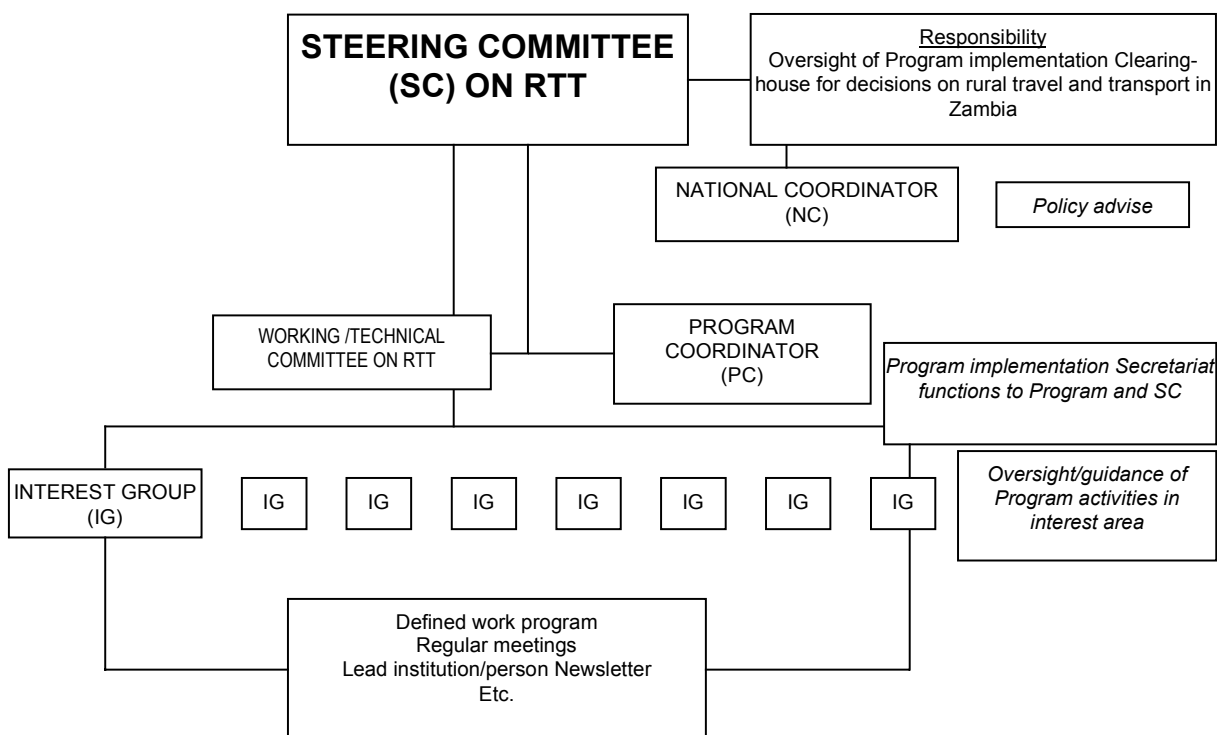 STEERING COMMITTEE
(SC) ON RTT
Responsibility
Oversight of Program implementation Clearing-
house for decisions on rural travel and transport in
Zambia
NATIONAL COORDINATOR
(NC)
Policy advise
WORKING /TECHNICAL
COMMITTEE ON RTT
PROGRAM
COORDINATOR
(PC)
Program implementation Secretariat
functions to Program and SC
INTEREST GROUP
(IG)
IG
IG
IG
IG
IG
IG
IG
Oversight/guidance of
Program activities in
interest area
Defined work program
Regular meetings
Lead institution/person Newsletter
Etc.